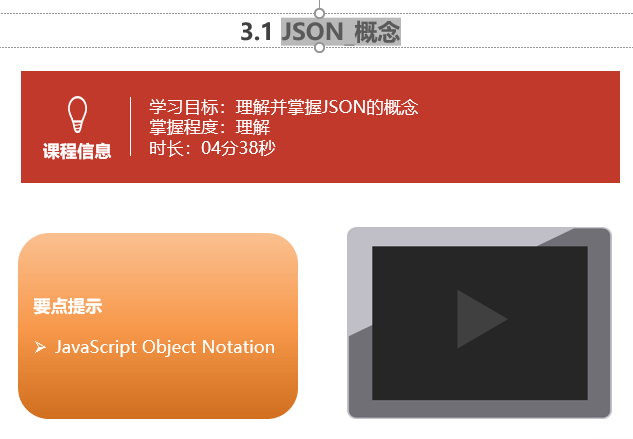 3.1 JSON_概念
学习目标：理解并掌握JSON的概念
掌握程度：理解
时长：04分38秒
课程信息
要点提示
➢ JavaScript Object Notation